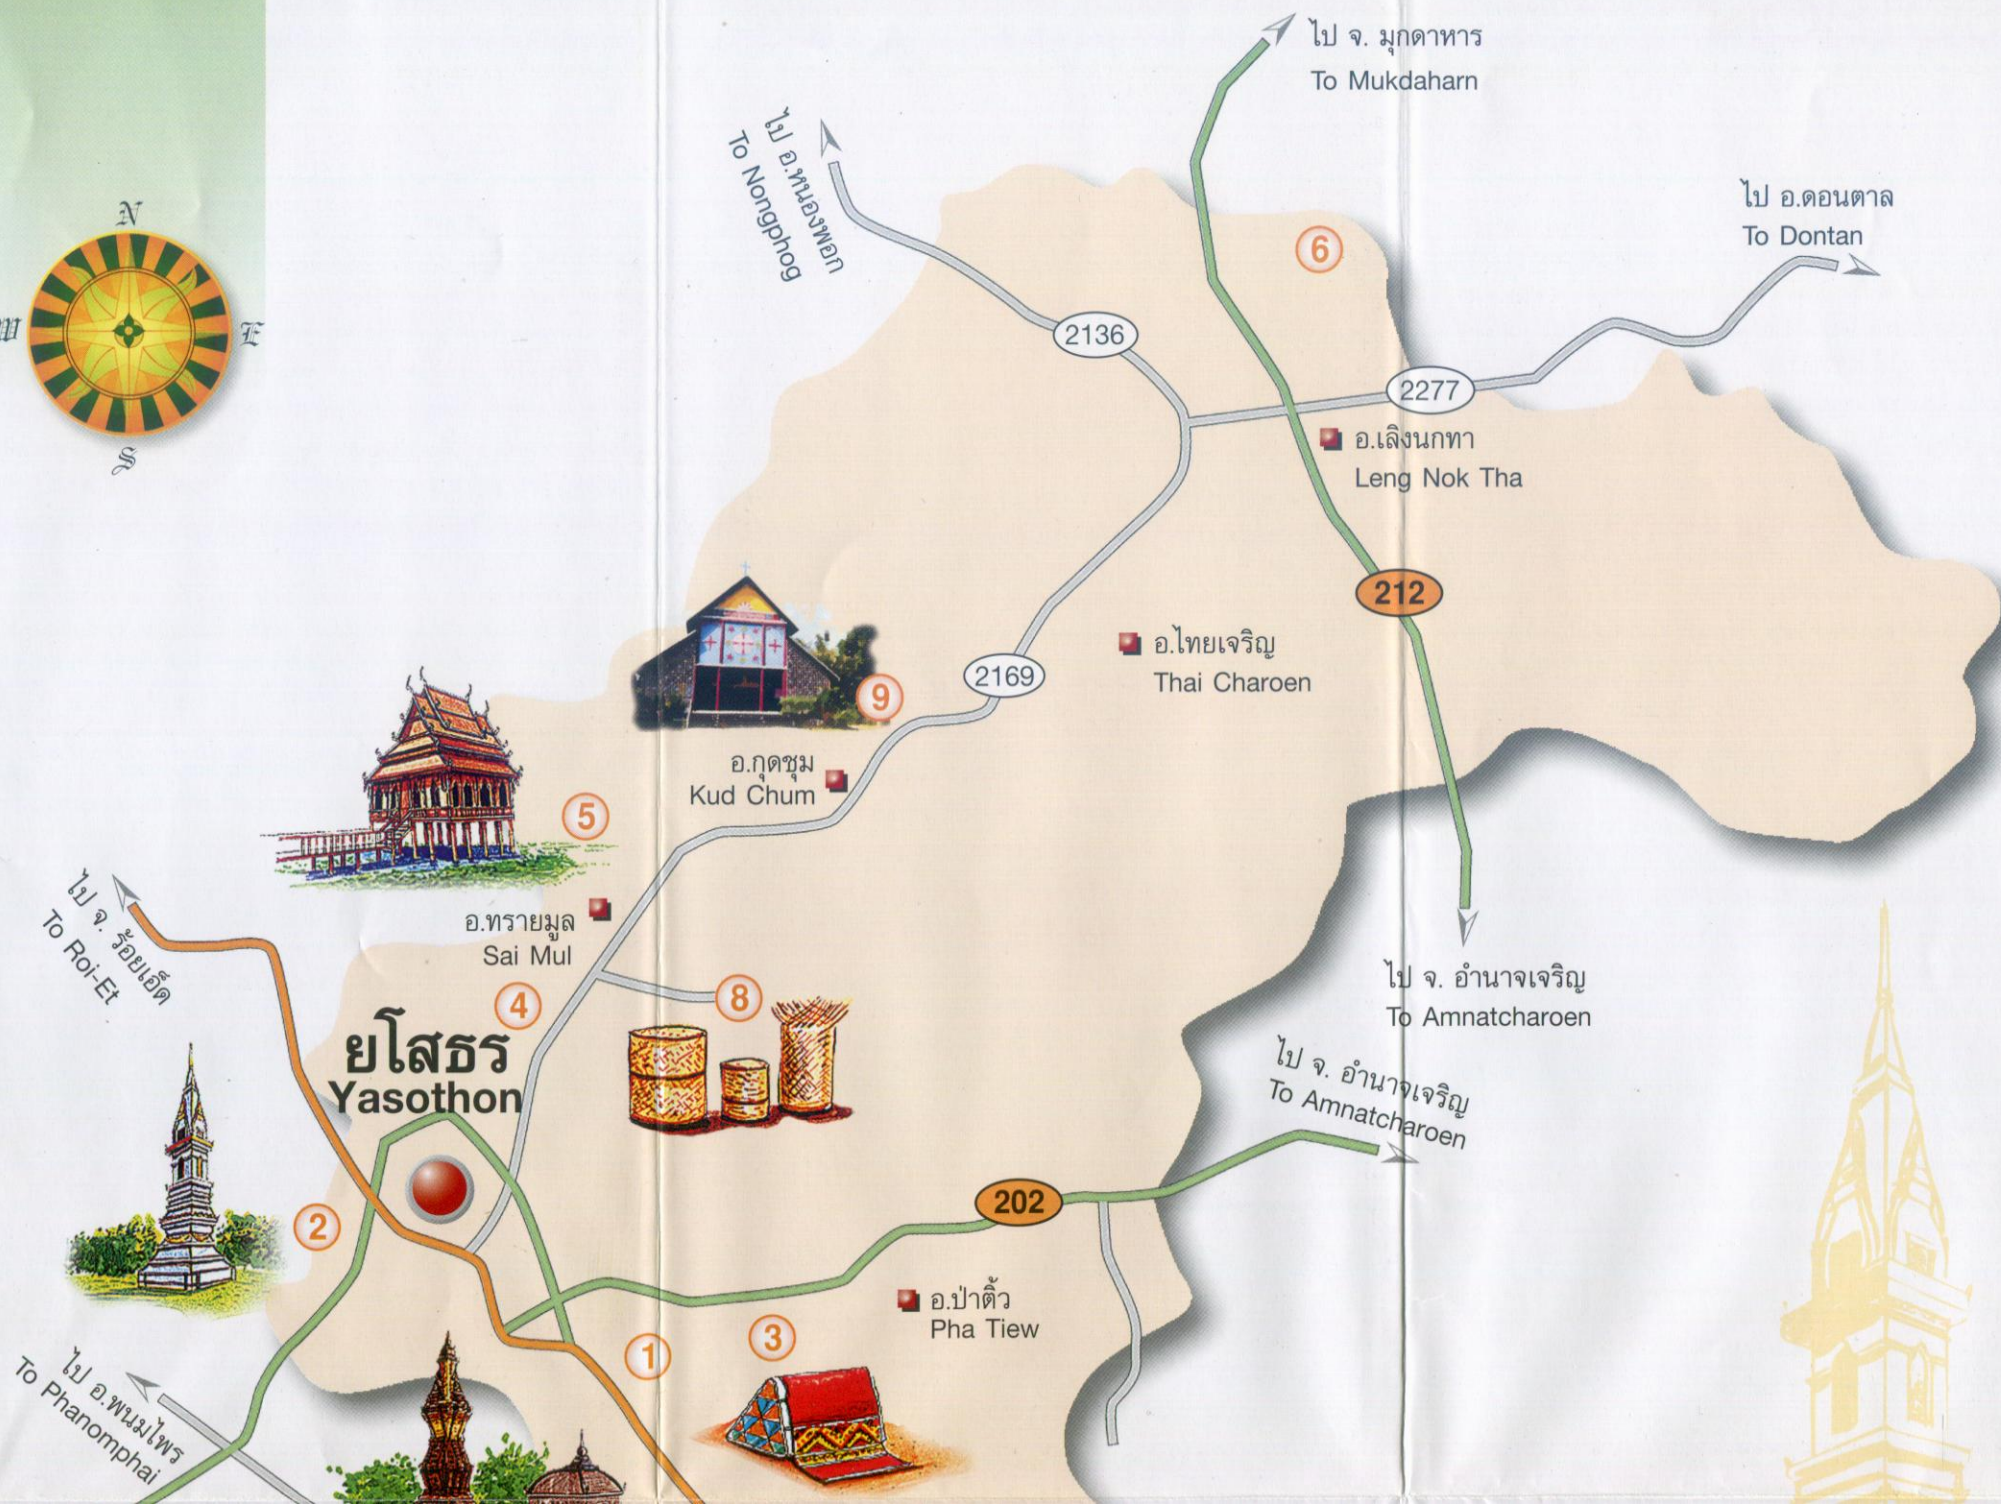 ไป จ. มุกดาหาร
To Mukdaharn
ไป อ.หนองพอก
To Nongphog
ไป อ.ดอนตาล
To Dontan
N
W
E
S
6
2136
2277
อ.เลิงนกทา
Leng Nok Tha
212
อ.ไทยเจริญ
Thai Charoen
2169
9
อ.กุดชุม
Kud Chum
5
ไป จ. ร้อยเอ็ด
To Roi-Et
อ.ทรายมูล
Sai Mul
4
8
ไป จ. อำนาจเจริญ
To Amnatcharoen
ยโสธร
Yasothon
ไป จ. อำนาจเจริญ
To Amnatcharoen
202
2
อ.ป่าติ้ว
Pha Tiew
1
3
ไป อ.พนมไพร
To Phanomphai